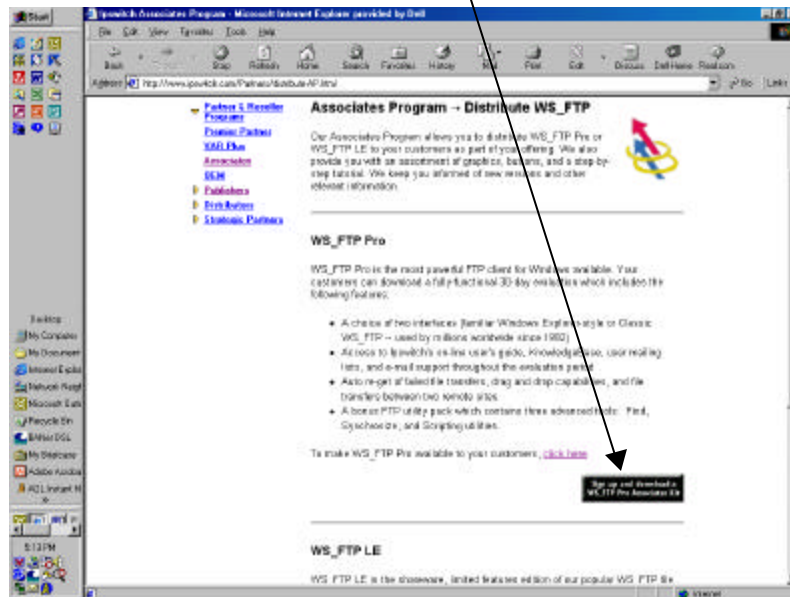 Start
Ipswitch Associates Program - Microsoft Internet Explorer provided by Dell
File Edit View Favorites Tools Help
Back Stop Refresh Home Search Favorites History Mail Print Edit Discuss Dell Home Real.com
Address http://www.ipswitch.com/Partners/distribute-AP.html Go Links
Partner & Reseller
Programs
Premier Partner
VAR Plus
Associates
OEM
Publishers
Distributors
Strategic Partners
Associates Program → Distribute WS_FTP
Our Associates Program allows you to distribute WS_FTP Pro or
WS_FTP LE to your customers as part of your offering. We also
provide you with an assortment of graphics, buttons, and a step-by-
step tutorial. We keep you informed of new versions and other
relevant information.
WS_FTP Pro
WS_FTP Pro is the most powerful FTP client for Windows available. Your
customers can download a fully-functional 30-day evaluation which includes the
following features:
• A choice of two interfaces (familiar Windows Explorer-style or Classic
WS_FTP -- used by millions worldwide since 1992)
• Access to Ipswitch's on-line user's guide, KnowledgeBase, user mailing
lists, and e-mail support throughout the evaluation period
• Auto re-get of failed file transfers, drag and drop capabilities, and file
transfers between two remote sites
• A bonus FTP utility pack which contains three advanced tools: Find,
Synchronize, and Scripting utilities.
To make WS_FTP Pro available to your customers, click here
Sign up and download a
WS_FTP Pro Associates Kit
WS_FTP LE
WS_FTP LE is the shareware, limited features edition of our popular WS_FTP file
Desktop
My Computer
My Document
Internet Explo
Network Neigh
Microsoft Outl
Recycle Bin
My Briefcase
Adobe Acroba
AOL Instant M
5:13 PM
Internet